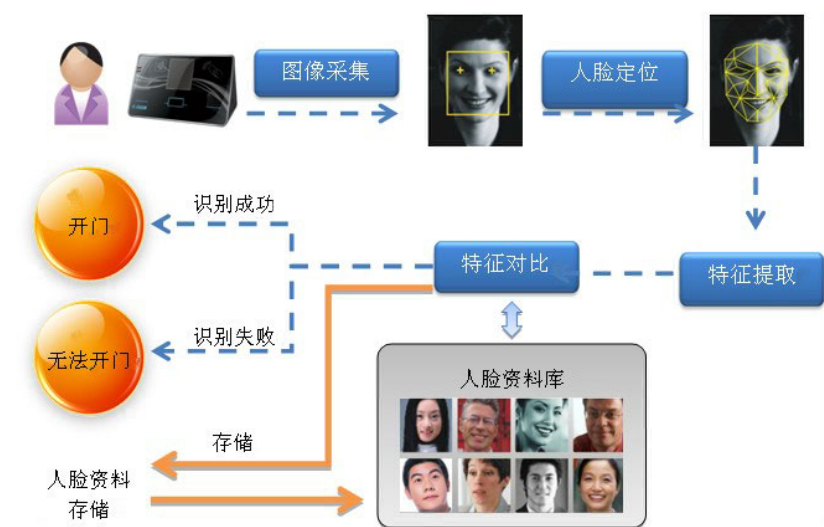 图像采集
人脸定位
识别成功
开门
特征对比
特征提取
识别失败
无法开门
人脸资料库
存储
人脸资料
存储